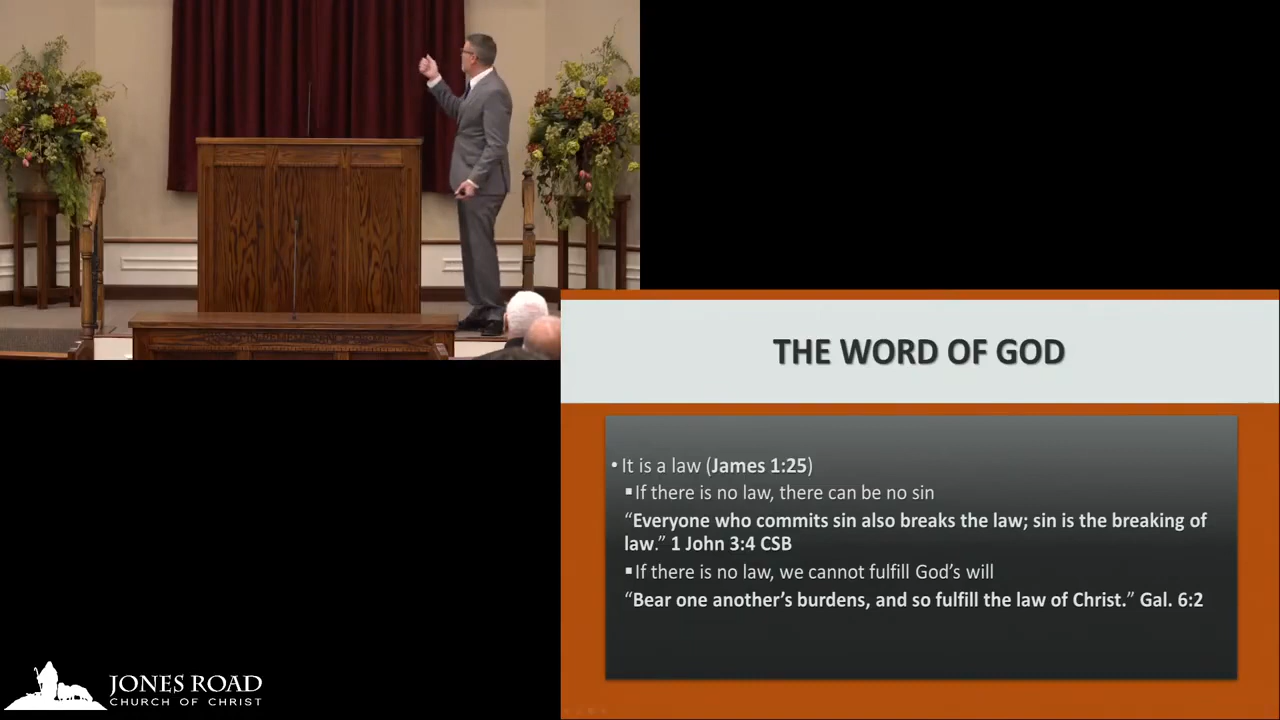 THE WORD OF GOD
• It is a law (James 1:25)
▪ If there is no law, there can be no sin
“Everyone who commits sin also breaks the law; sin is the breaking of
law.” 1 John 3:4 CSB
▪ If there is no law, we cannot fulfill God’s will
“Bear one another’s burdens, and so fulfill the law of Christ.” Gal. 6:2
JONES ROAD
CHURCH OF CHRIST